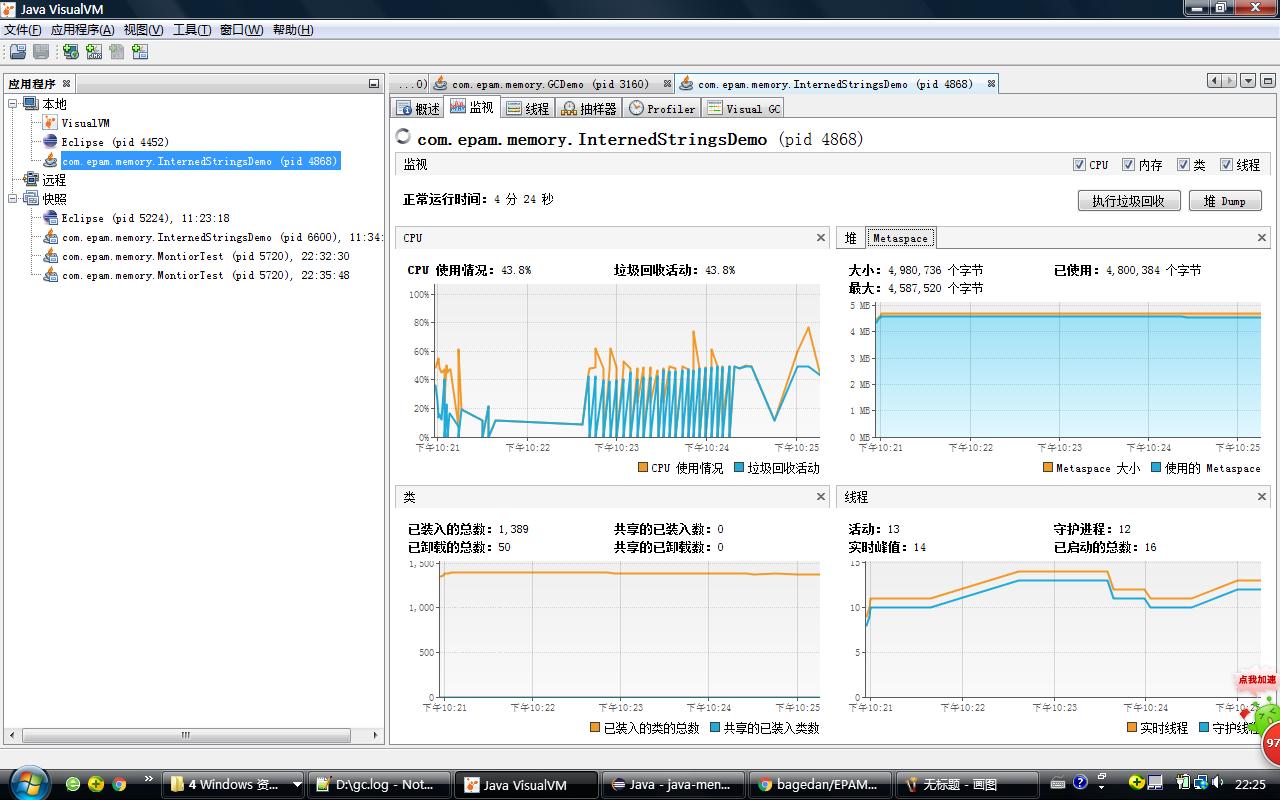 Java VisualVM
文件(F) 应用程序(A) 视图(V) 工具(T) 窗口(W) 帮助(H)
应用程序
本地
VisualVM
Eclipse (pid 4452)
com.epam.memory.InternedStringsDemo (pid 4868)
远程
快照
Eclipse (pid 5224), 11:23:18
com.epam.memory.InternedStringsDemo (pid 6600), 11:34:
com.epam.memory.MontiorTest (pid 5720), 22:32:30
com.epam.memory.MontiorTest (pid 5720), 22:35:48
...0) com.epam.memory.GCDemo (pid 3160) com.epam.memory.InternedStringsDemo (pid 4868)
概述 监视 线程 抽样器 Profiler Visual GC
com.epam.memory.InternedStringsDemo (pid 4868)
监视 CPU 内存 类 线程
正常运行时间: 4 分 24 秒 执行垃圾回收 堆 Dump
CPU
CPU 使用情况: 43.8% 垃圾回收活动: 43.8%
100%
80%
60%
40%
20%
0%
下午10:21 下午10:22 下午10:23 下午10:24 下午10:25
CPU 使用情况 垃圾回收活动
堆 Metaspace
大小: 4,980,736 个字节 已使用: 4,800,384 个字节
最大: 4,587,520 个字节
5 MB
4 MB
3 MB
2 MB
1 MB
0 MB
下午10:21 下午10:22 下午10:23 下午10:24 下午10:25
Metaspace 大小 使用的 Metaspace
类
已装入的总数: 1,389 共享的已装入数: 0
已卸载的总数: 50 共享的已卸载数: 0
1,500
1,000
500
0
下午10:21 下午10:22 下午10:23 下午10:24 下午10:25
已装入的类的总数 共享的已装入类数
线程
活动: 13 守护进程: 12
实时峰值: 14 已启动的总数: 16
15
10
5
0
下午10:21 下午10:22 下午10:23 下午10:24
实时线程 守护线
点我加速
97
4 Windows 资... D:\gc.log - Not... Java VisualVM Java - java-men... bagedan/EPAM... 无标题 - 画图 22:25